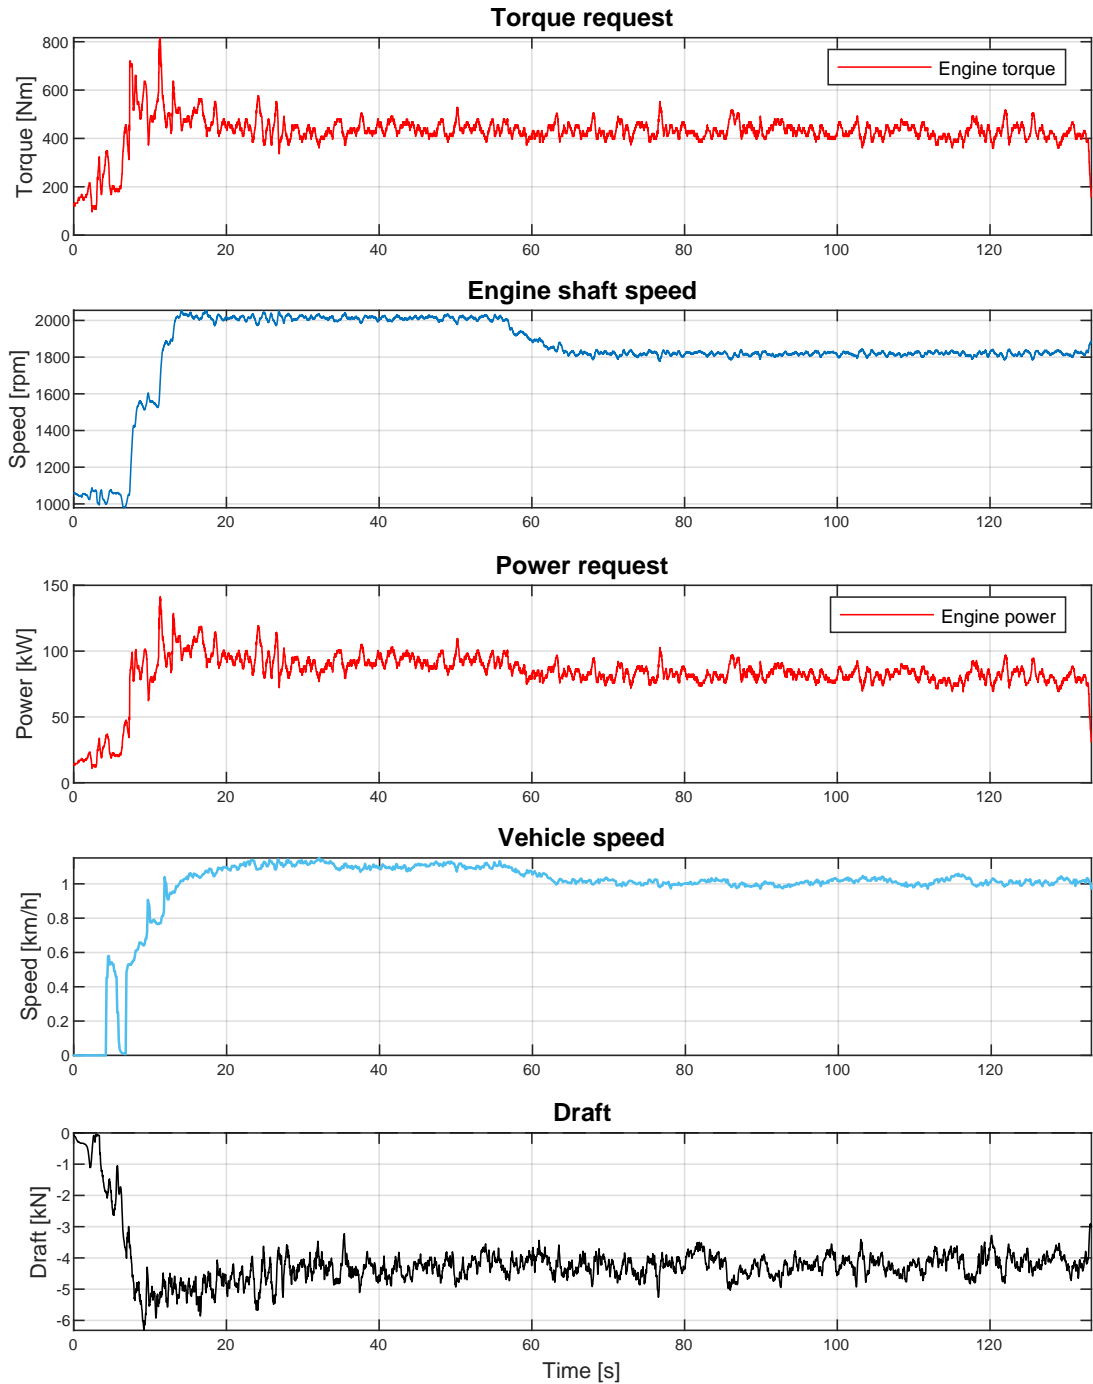 Torque request
Torque [Nm]
800
600
400
200
0
Engine torque
0 20 40 60 80 100 120
Engine shaft speed
Speed [rpm]
2000
1800
1600
1400
1200
1000
0 20 40 60 80 100 120
Power request
Power [kW]
150
100
50
0
Engine power
0 20 40 60 80 100 120
Vehicle speed
Speed [km/h]
1
0.8
0.6
0.4
0.2
0
0 20 40 60 80 100 120
Draft
Draft [kN]
0
-1
-2
-3
-4
-5
-6
0 20 40 60 80 100 120
Time [s]